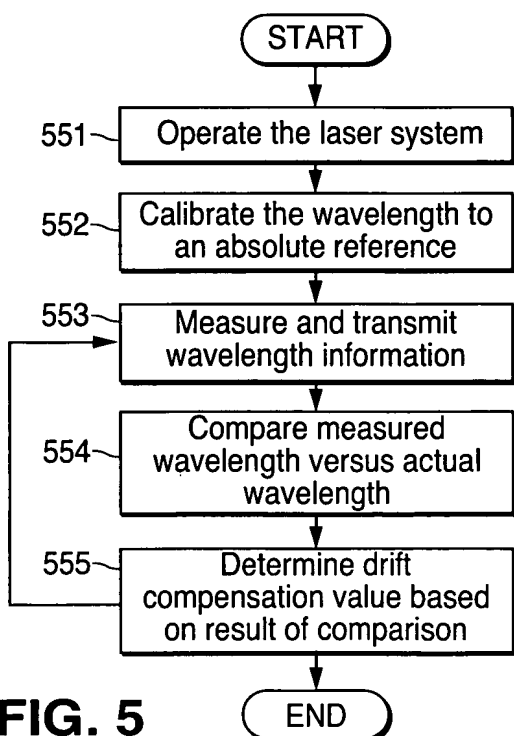 START
551
Operate the laser system
552
Calibrate the wavelength to
an absolute reference
553
Measure and transmit
wavelength information
554
Compare measured
wavelength versus actual
wavelength
555
Determine drift
compensation value based
on result of comparison
FIG. 5
END